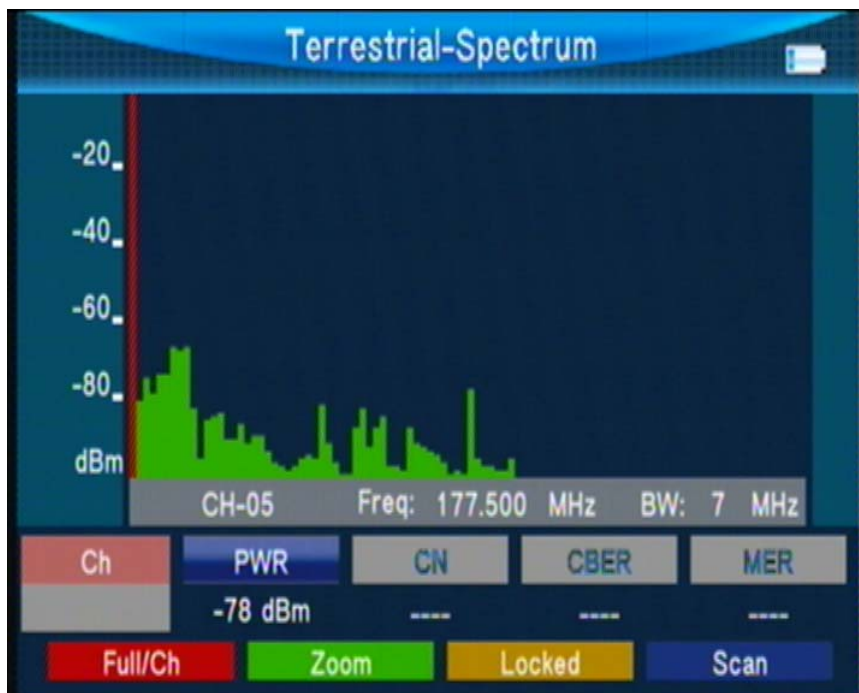 Terrestrial-Spectrum
-20
-40
-60
-80
dBm
CH-05 Freq: 177.500 MHz BW: 7 MHz
Ch PWR CN CBER MER
-78 dBm ---- ---- ----
Full/Ch Zoom Locked Scan